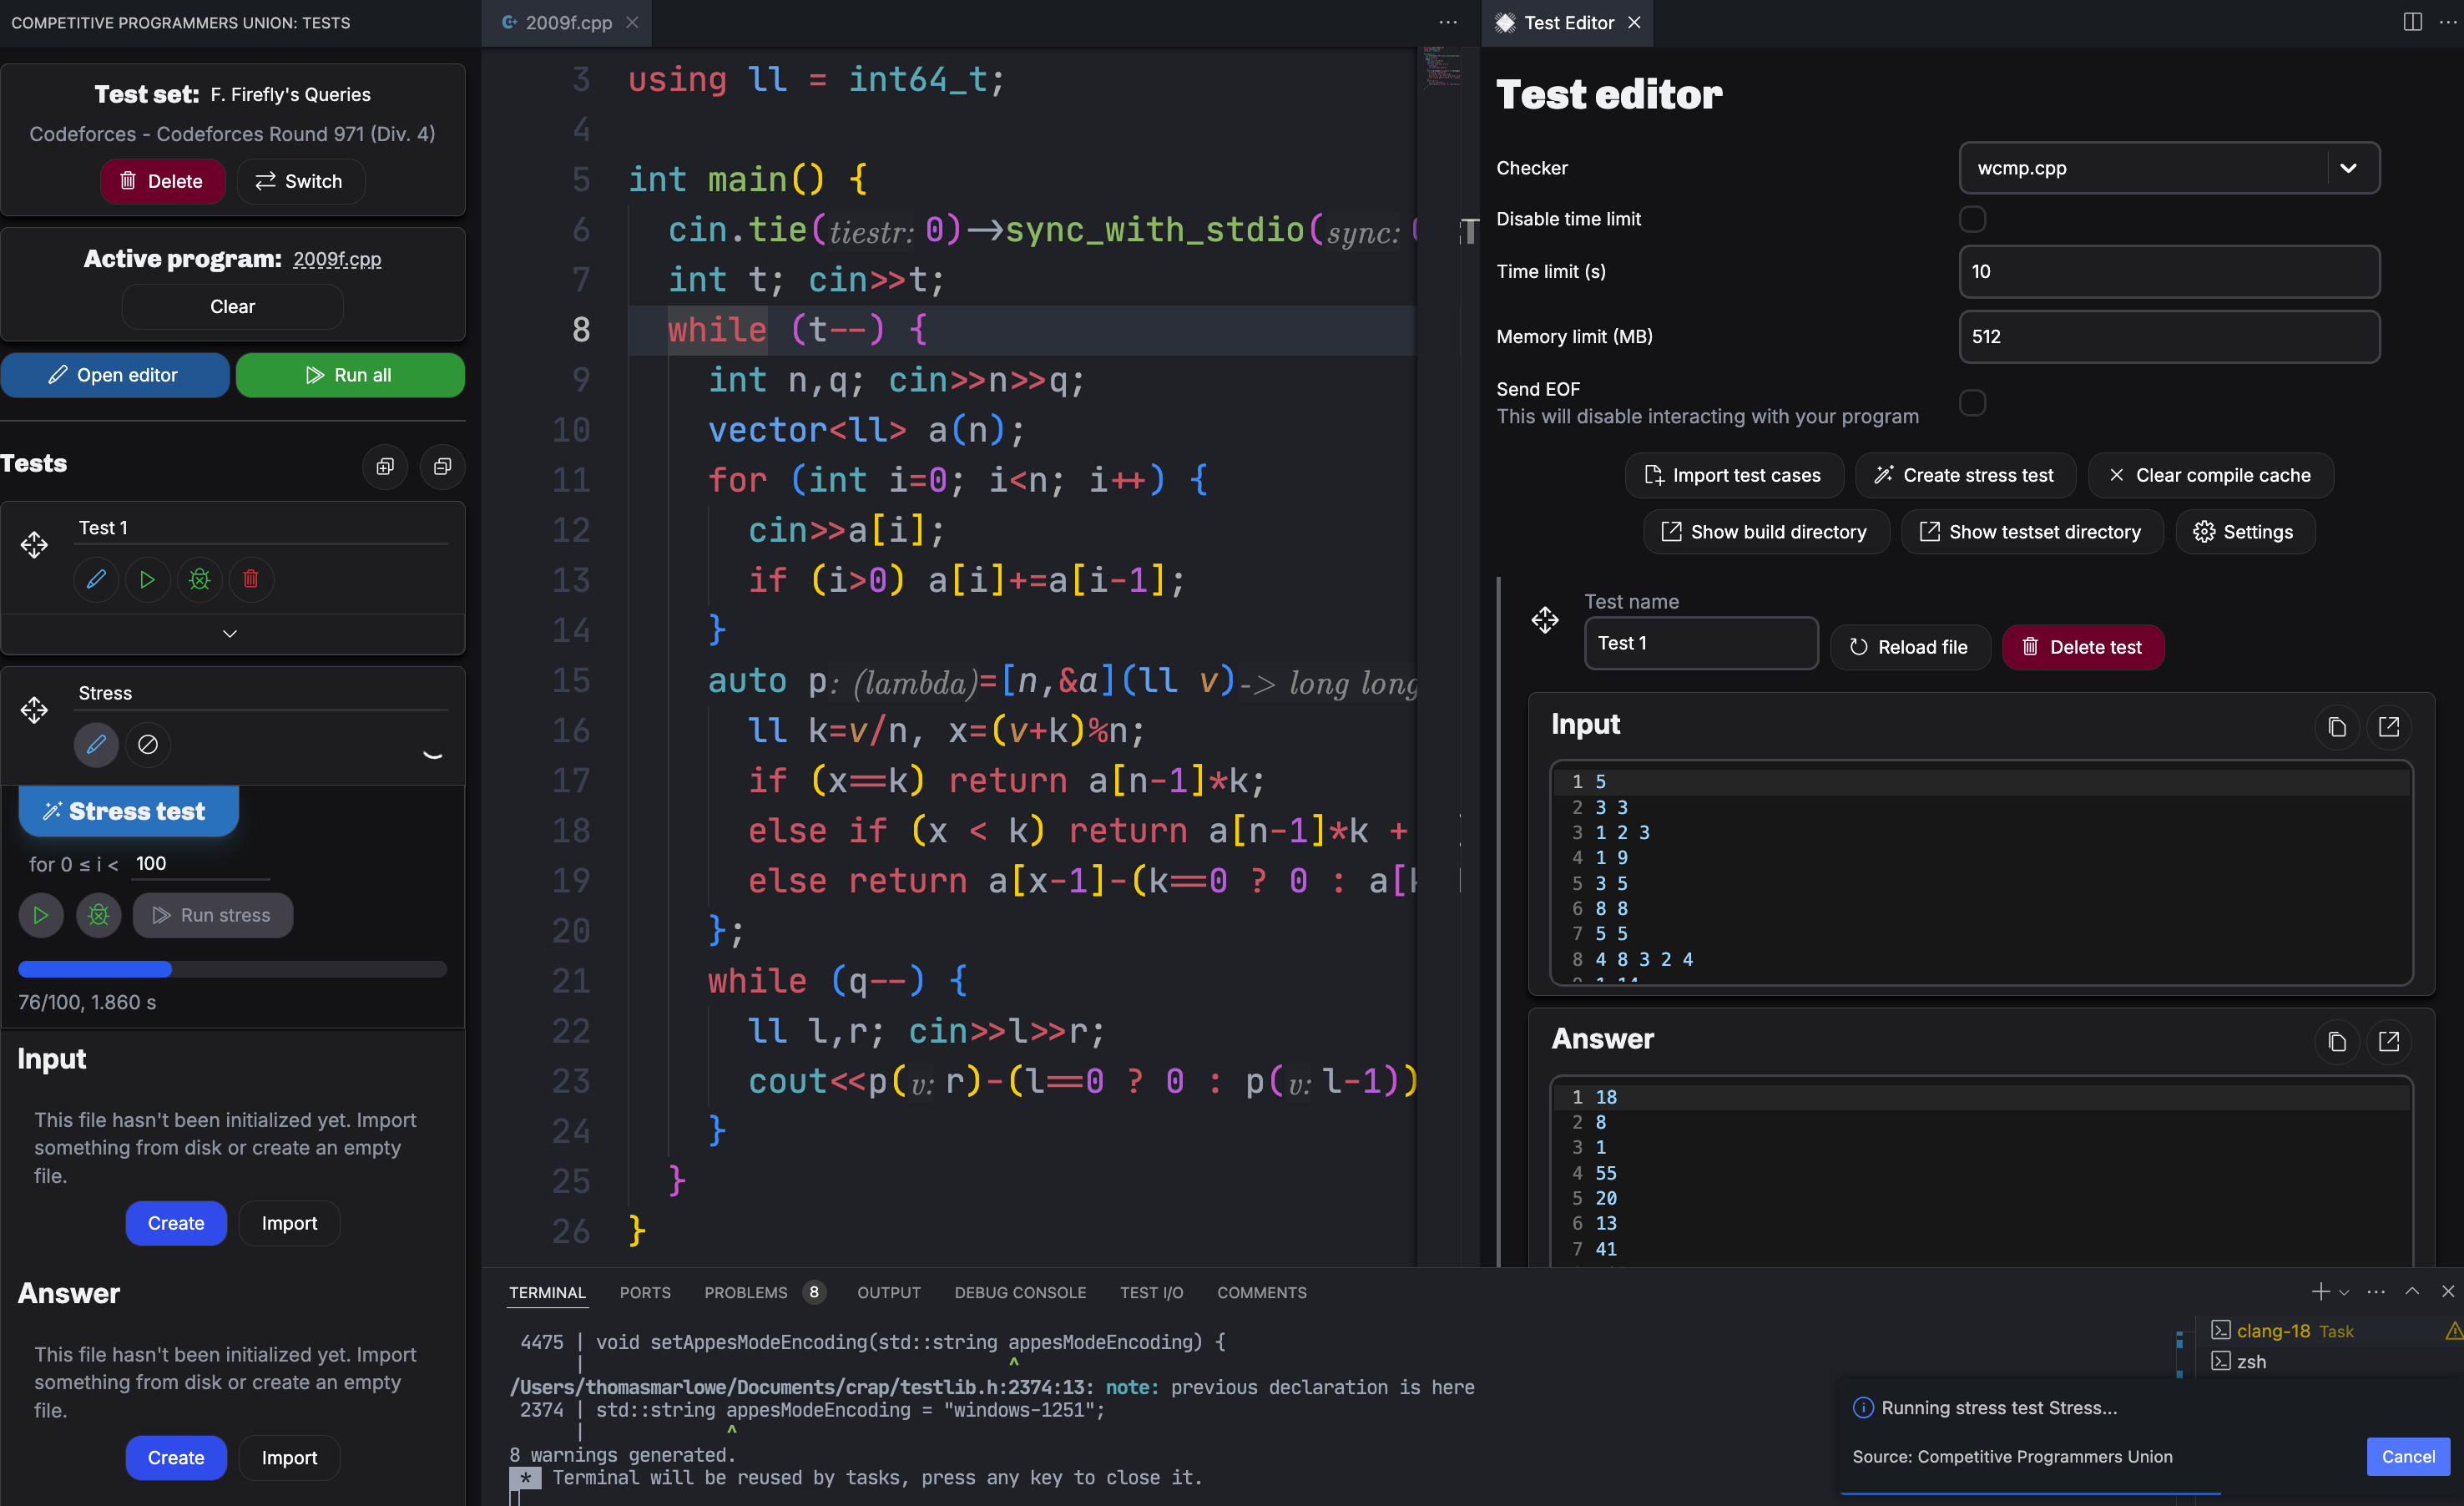 COMPETITIVE PROGRAMMERS UNION: TESTS
Test set: F. Firefly's Queries
Codeforces - Codeforces Round 971 (Div. 4)
Delete
Switch
Active program: 2009f.cpp
Clear
Open editor
Run all
Tests
Test 1
Stress
Stress test
for 0 ≤ i < 100
Run stress
76/100, 1.860 s
Input
This file hasn't been initialized yet. Import
something from disk or create an empty
file.
Create
Import
Answer
This file hasn't been initialized yet. Import
something from disk or create an empty
file.
Create
Import
2009f.cpp
3 using ll = int64_t;
4
5 int main() {
6 cin.tie(tiestr: 0)->sync_with_stdio(sync:
7 int t; cin>>t;
8 while (t--) {
9 int n,q; cin>>n>>q;
10 vector<ll> a(n);
11 for (int i=0; i<n; i++) {
12 cin>>a[i];
13 if (i>0) a[i]+=a[i-1];
14 }
15 auto p: (lambda)=[n,&a](ll v)-> long long
16 ll k=v/n, x=(v+k)%n;
17 if (x==k) return a[n-1]*k;
18 else if (x < k) return a[n-1]*k +
19 else return a[x-1]-(k==0 ? 0 : a[k
20 };
21 while (q--) {
22 ll l,r; cin>>l>>r;
23 cout<<p(v: r)-(l==0 ? 0 : p(v: l-1))
24 }
25 }
26 }
Test Editor
Test editor
Checker
wcmp.cpp
Disable time limit
Time limit (s)
10
Memory limit (MB)
512
Send EOF
This will disable interacting with your program
Import test cases
Create stress test
Clear compile cache
Show build directory
Show testset directory
Settings
Test name
Test 1
Reload file
Delete test
Input
1 5
2 3 3
3 1 2 3
4 1 9
5 3 5
6 8 8
7 5 5
8 4 8 3 2 4
9 1 14
Answer
1 18
2 8
3 1
4 55
5 20
6 13
7 41
TERMINAL
PORTS
PROBLEMS 8
OUTPUT
DEBUG CONSOLE
TEST I/O
COMMENTS
4475 | void setAppesModeEncoding(std::string appesModeEncoding) {
| ^
/Users/thomasmarlowe/Documents/crap/testlib.h:2374:13: note: previous declaration is here
2374 | std::string appesModeEncoding = "windows-1251";
| ^
8 warnings generated.
* Terminal will be reused by tasks, press any key to close it.
clang-18 Task
zsh
Running stress test Stress...
Source: Competitive Programmers Union
Cancel